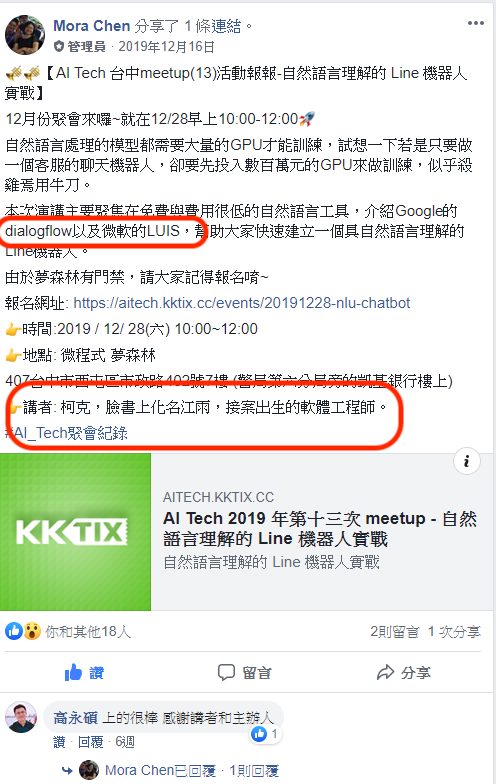 Mora Chen 分享了 1 條連結。
管理員 · 2019年12月16日
【AI Tech 台中meetup(13)活動報報-自然語言理解的 Line 機器人
實戰】
12月份聚會來囉~就在12/28早上10:00-12:00🚀
自然語言處理的模型都需要大量的GPU才能訓練，試想一下若是只要做
一個客服的聊天機器人，卻要先投入數百萬元的GPU來做訓練，似乎殺
雞焉用牛刀。
本次演講主要聚集在免費與費用很低的自然語言工具，介紹Google的
dialogflow以及微軟的LUIS，幫助大家快速建立一個具自然語言理解的
Line機器人。
由於夢森林有門禁，請大家記得報名唷~
報名網址: https://aitech.kktix.cc/events/20191228-nlu-chatbot
👉時間:2019 / 12/ 28(六) 10:00~12:00
👉地點: 微程式 夢森林
407台中市西屯區市政路402號7樓 (警局第六分局旁的凱基銀行樓上)
👉講者: 柯克，臉書上化名江雨，接案出生的軟體工程師。
#AI_Tech聚會紀錄
KKTIX
AITECH.KKTIX.CC
AI Tech 2019 年第十三次 meetup - 自然
語言理解的 Line 機器人實戰
自然語言理解的 Line 機器人實戰
你和其他18人
2則留言 1 次分享
讚
留言
分享
高永碩 上的很棒 感謝講者和主辦人
1
讚 · 回覆 · 6週
Mora Chen已回覆 · 1則回覆